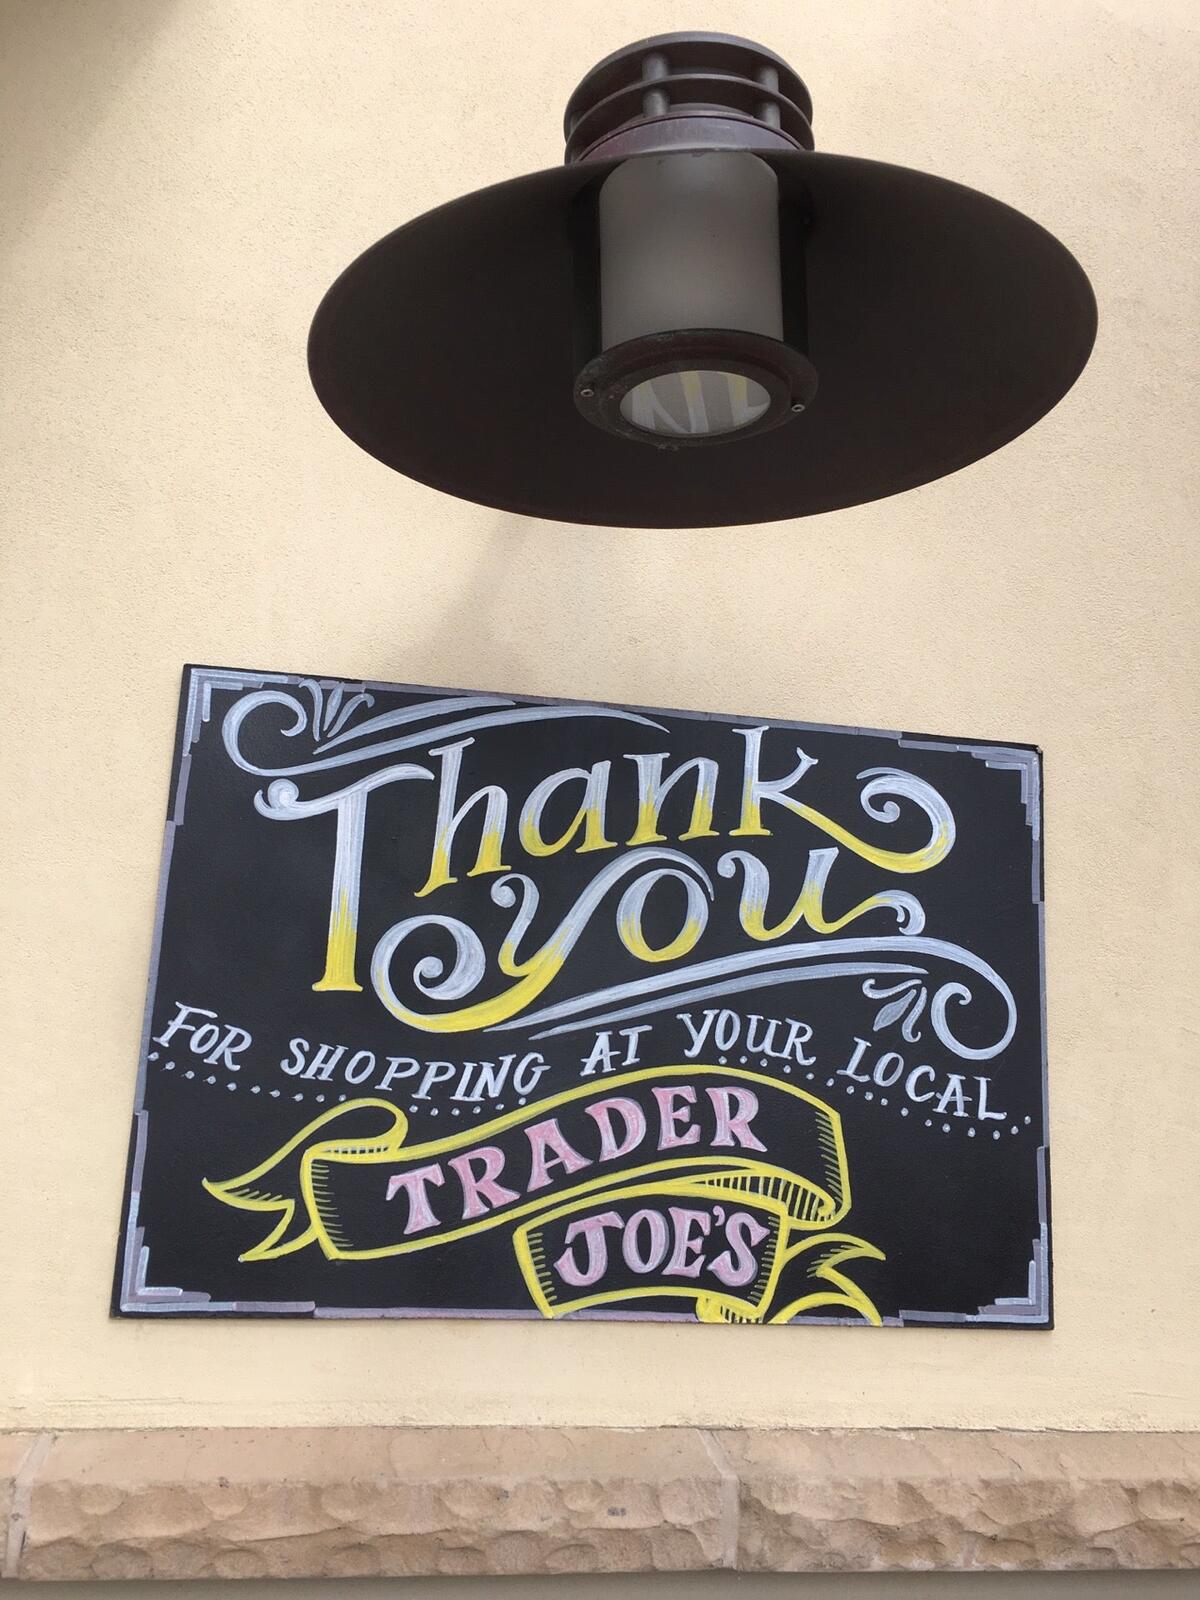 Thank
you
FOR SHOPPING AT YOUR LOCAL
TRADER
JOE'S